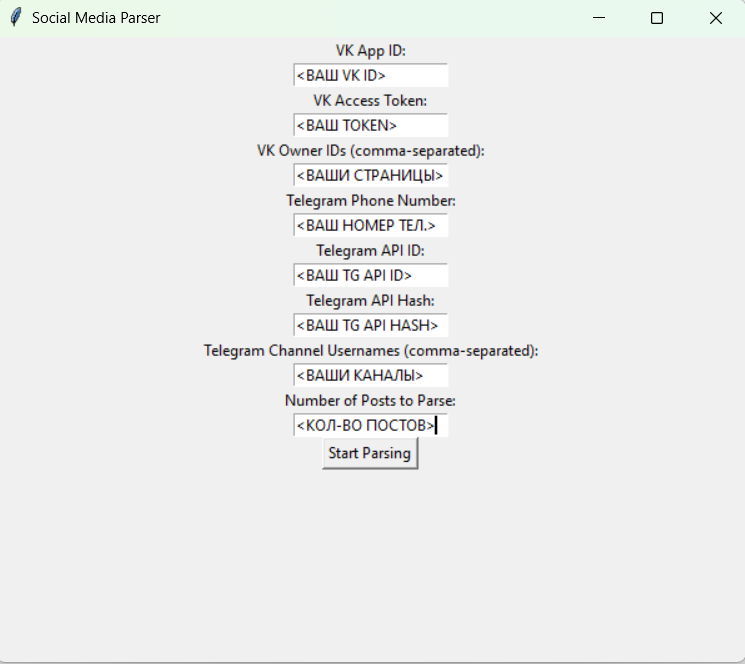 Social Media Parser
VK App ID:
<ВАШ VK ID>
VK Access Token:
<ВАШ TOKEN>
VK Owner IDs (comma-separated):
<ВАШИ СТРАНИЦЫ>
Telegram Phone Number:
<ВАШ НОМЕР ТЕЛ.>
Telegram API ID:
<ВАШ TG API ID>
Telegram API Hash:
<ВАШ TG API HASH>
Telegram Channel Usernames (comma-separated):
<ВАШИ КАНАЛЫ>
Number of Posts to Parse:
<КОЛ-ВО ПОСТОВ>
Start Parsing